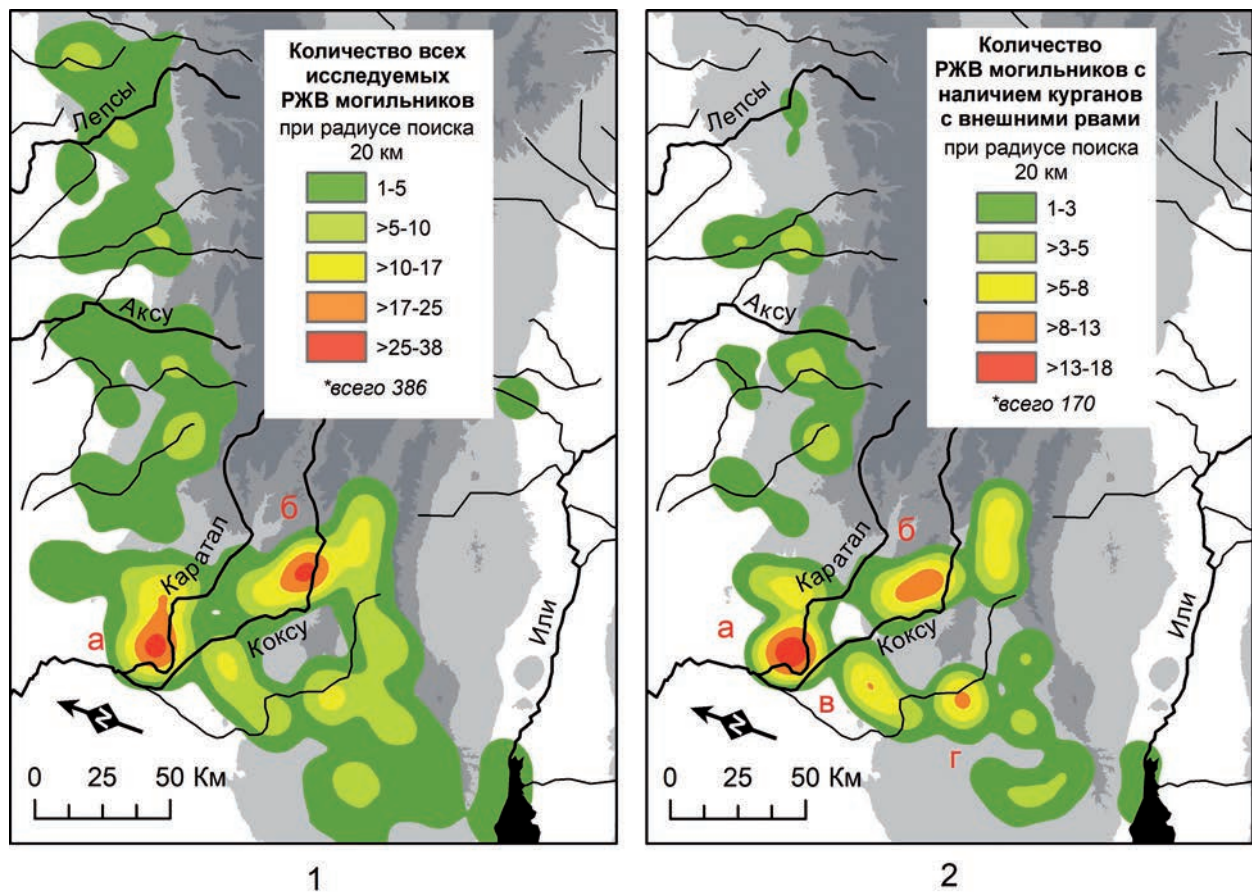 Лепсы
Количество всех
исследуемых
РЖВ могильников
при радиусе поиска
20 км
1-5
>5-10
>10-17
>17-25
>25-38
*всего 386
Аксу
Каратал
б
а
Коксу
Или
N
0 25 50 Км
1
Лепсы
Количество
РЖВ могильников с
наличием курганов
с внешними рвами
при радиусе поиска
20 км
1-3
>3-5
>5-8
>8-13
>13-18
*всего 170
Аксу
Каратал
б
а
Коксу
Или
в
г
N
0 25 50 Км
2